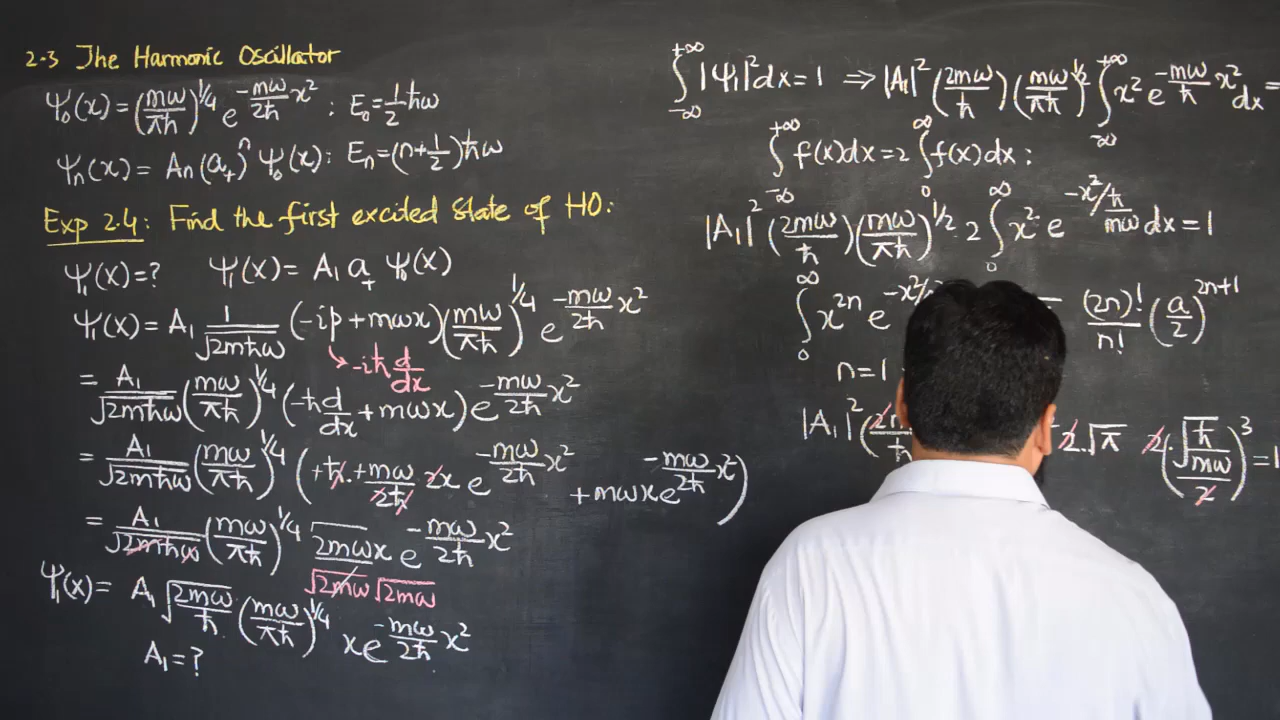 2.3 The Harmonic Oscillator
Ψ₀(x) = (mω/πħ)^1/4 e^(-mω/2ħ x²) ; E₀ = 1/2 ħω
Ψn(x) = An (a₊)^n Ψ₀(x) : En = (n + 1/2) ħω
Exp 2.4: Find the first excited state of HO:
Ψ₁(x) = ? Ψ₁(x) = A₁ a₊ Ψ₀(x)
Ψ₁(x) = A₁ 1/√2mħω (-ip + mωx) (mω/πħ)^1/4 e^(-mω/2ħ x²)
-iħ d/dx
= A₁/√2mħω (mω/πħ)^1/4 (-ħ d/dx + mωx) e^(-mω/2ħ x²)
= A₁/√2mħω (mω/πħ)^1/4 (+ħ . +mω/2ħ 2x e^(-mω/2ħ x²) + mωx e^(-mω/2ħ x²))
= A₁/√2mħω (mω/πħ)^1/4 2mωx e^(-mω/2ħ x²)
√2mω √2mω
Ψ₁(x) = A₁ √2mω/ħ (mω/πħ)^1/4 x e^(-mω/2ħ x²)
A₁ = ?
∫_-∞^+∞ |Ψ₁|² dx = 1 ⇒ |A₁|² (2mω/ħ) (mω/πħ)^1/2 ∫_-∞^+∞ x² e^(-mω/ħ x²) dx =
∫_-∞^+∞ f(x) dx = 2 ∫_0^∞ f(x) dx :
|A₁|² (2mω/ħ) (mω/πħ)^1/2 2 ∫_0^∞ x² e^(-x²/ħ/mω) dx = 1
∫_0^∞ x^2n e^(-x²/ (2n)!/n! (a/2)^2n+1
n = 1
|A₁|² (2 /ħ 2.√π 2.(√ħ/mω/2)³ = 1